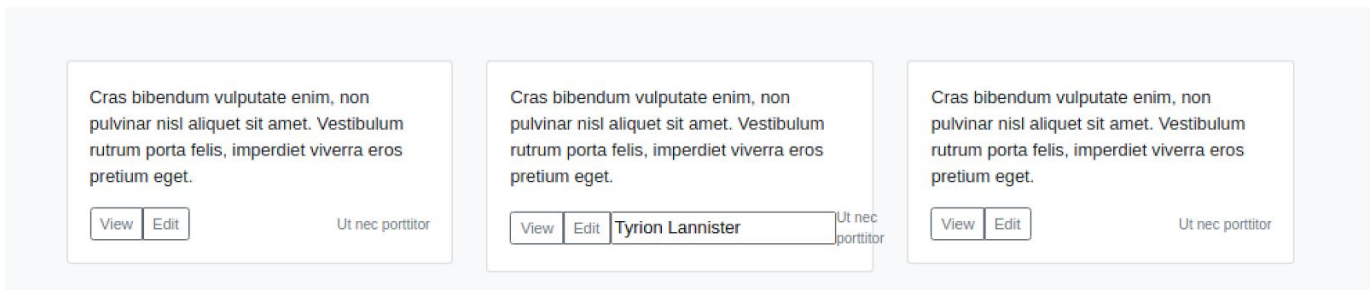 Cras bibendum vulputate enim, non
pulvinar nisl aliquet sit amet. Vestibulum
rutrum porta felis, imperdiet viverra eros
pretium eget.
View Edit Ut nec porttitor
Cras bibendum vulputate enim, non
pulvinar nisl aliquet sit amet. Vestibulum
rutrum porta felis, imperdiet viverra eros
pretium eget.
View Edit Tyrion Lannister Ut nec
porttitor
Cras bibendum vulputate enim, non
pulvinar nisl aliquet sit amet. Vestibulum
rutrum porta felis, imperdiet viverra eros
pretium eget.
View Edit Ut nec porttitor